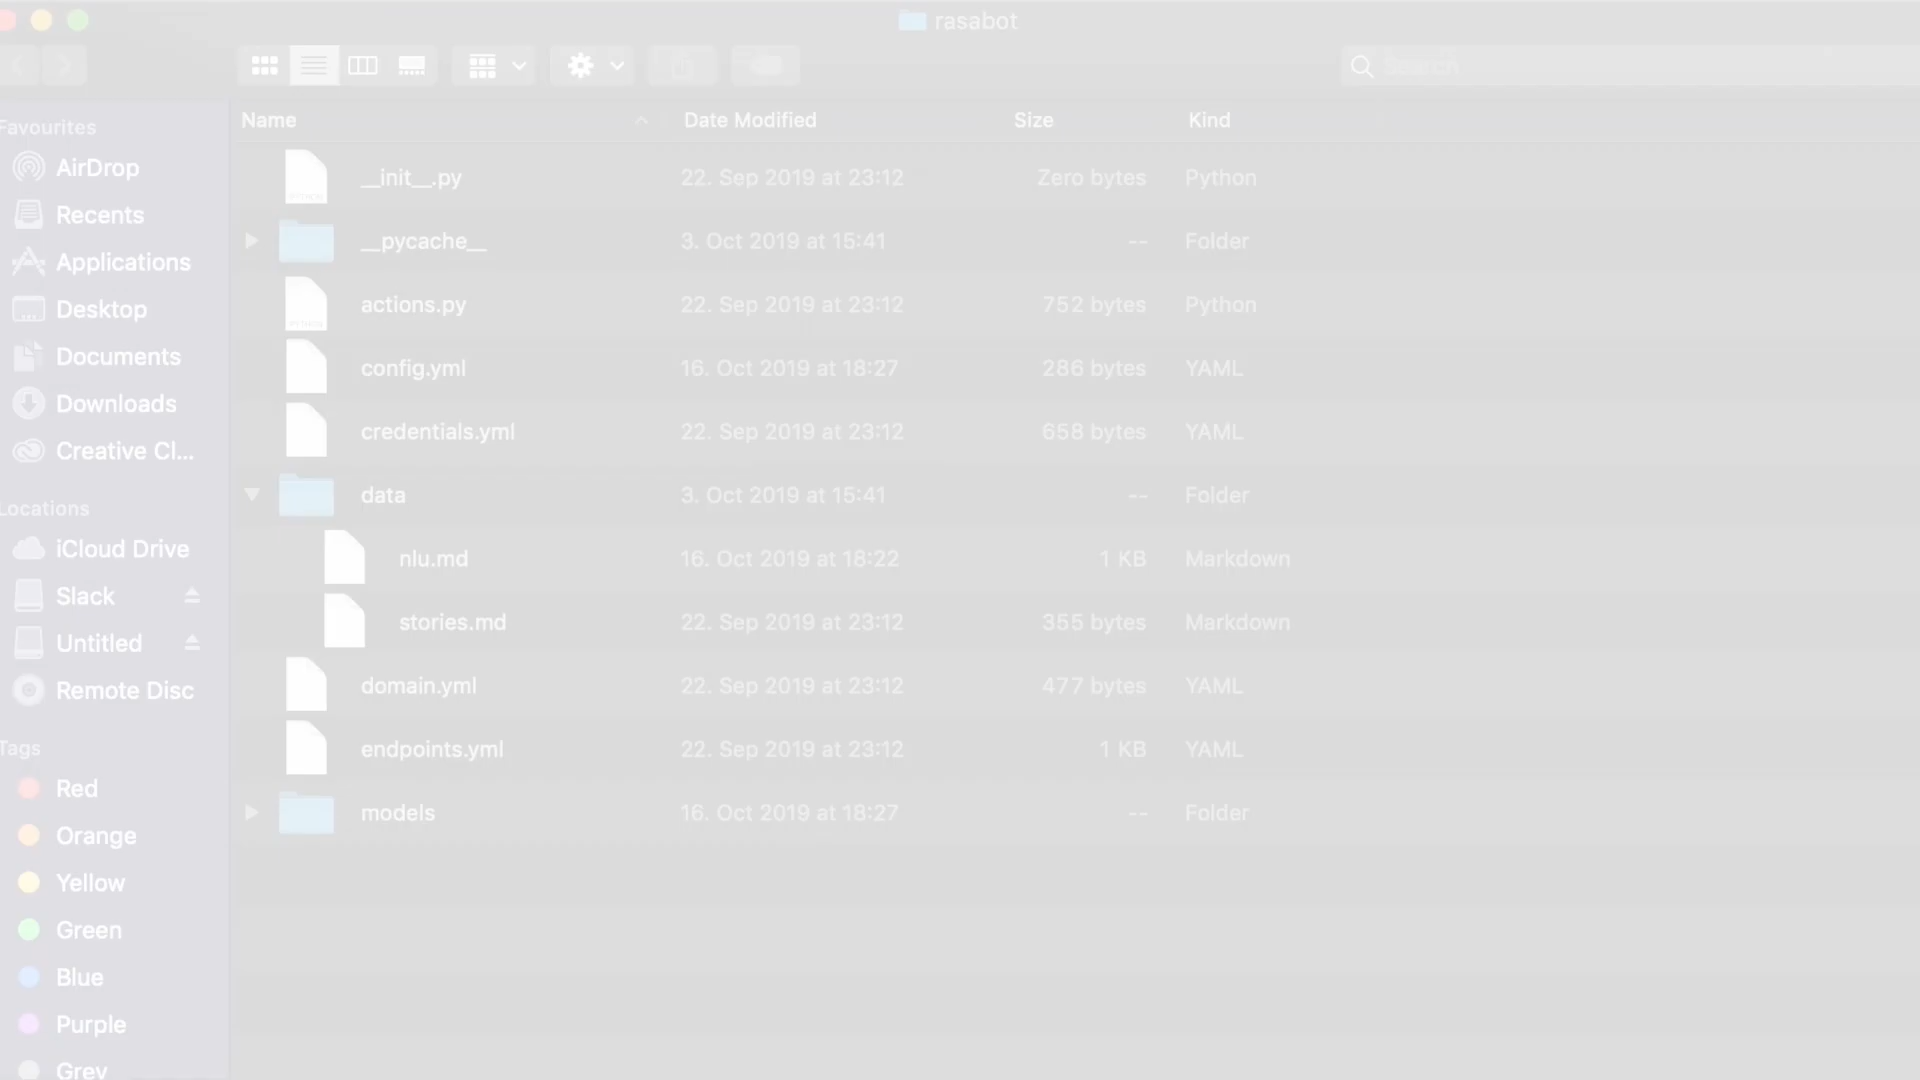 rasabot
Search
Favourites
AirDrop
Recents
Applications
Desktop
Documents
Downloads
Creative Cl...
Locations
iCloud Drive
Slack
Untitled
Remote Disc
Tags
Red
Orange
Yellow
Green
Blue
Purple
Grey
Name Date Modified Size Kind
__init__.py 22. Sep 2019 at 23:12 Zero bytes Python
__pycache__ 3. Oct 2019 at 15:41 -- Folder
actions.py 22. Sep 2019 at 23:12 752 bytes Python
config.yml 16. Oct 2019 at 18:27 286 bytes YAML
credentials.yml 22. Sep 2019 at 23:12 658 bytes YAML
data 3. Oct 2019 at 15:41 -- Folder
nlu.md 16. Oct 2019 at 18:22 1 KB Markdown
stories.md 22. Sep 2019 at 23:12 355 bytes Markdown
domain.yml 22. Sep 2019 at 23:12 477 bytes YAML
endpoints.yml 22. Sep 2019 at 23:12 1 KB YAML
models 16. Oct 2019 at 18:27 -- Folder